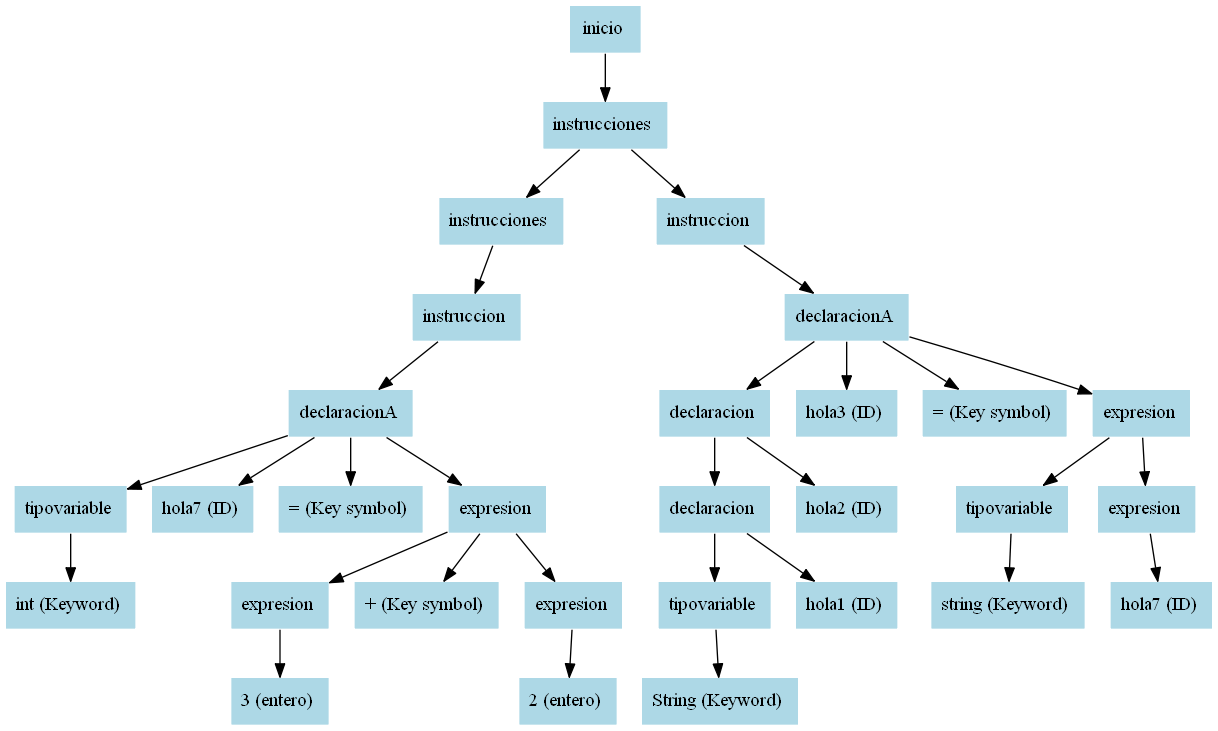 inicio
instrucciones
instrucciones
instruccion
instruccion
declaracionA
declaracionA
declaracion
hola3 (ID)
= (Key symbol)
expresion
tipovariable
hola7 (ID)
= (Key symbol)
expresion
declaracion
hola2 (ID)
tipovariable
expresion
int (Keyword)
expresion
+ (Key symbol)
expresion
tipovariable
hola1 (ID)
string (Keyword)
hola7 (ID)
3 (entero)
2 (entero)
String (Keyword)